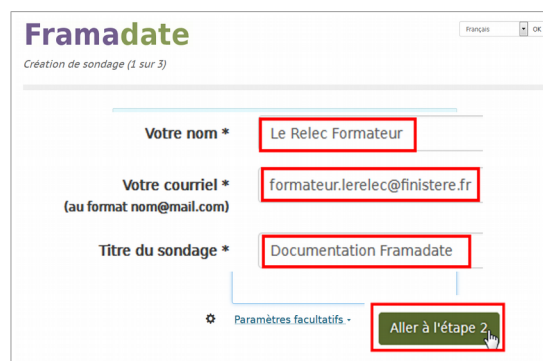 Framadate
Français OK
Création de sondage (1 sur 3)
Votre nom * Le Relec Formateur
Votre courriel * formateur.lerelec@finistere.fr
(au format nom@mail.com)
Titre du sondage * Documentation Framadate
Paramètres facultatifs - Aller à l'étape 2